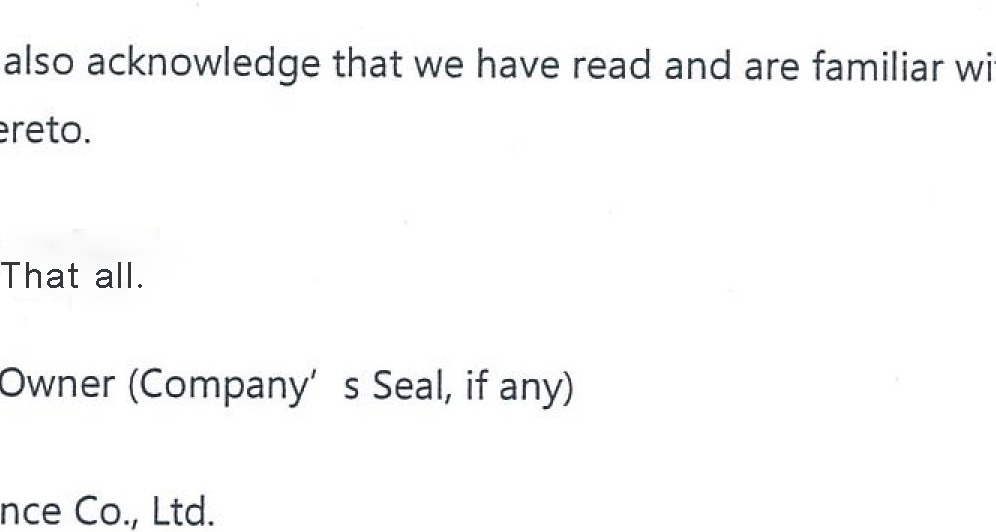 also acknowledge that we have read and are familiar wi
ereto.
That all.
Owner (Company' s Seal, if any)
nce Co., Ltd.